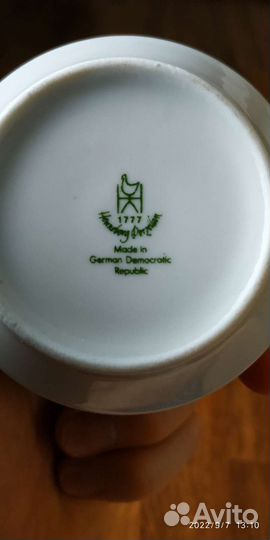 1777
Henneberg Porzellan
Made in
German Democratic
Republic
2022/9/7 13:10
Avito